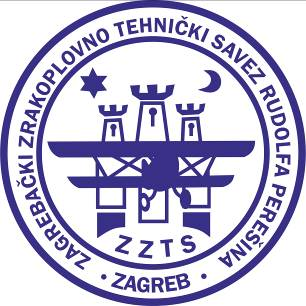 ZAGREBAČKI ZRAKOPLOVNO TEHNIČKI SAVEZ RUDOLFA PEREŠINA
ZZTS
· ZAGREB ·